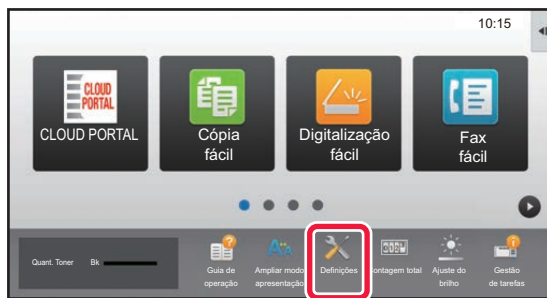 10:15
CLOUD
PORTAL
CLOUD PORTAL
Cópia
fácil
Digitalização
fácil
Fax
fácil
Quant. Toner Bk
Guia de
operação
Ampliar modo
apresentação
Definições
ontagem total
Ajuste do
brilho
Gestão
de tarefas